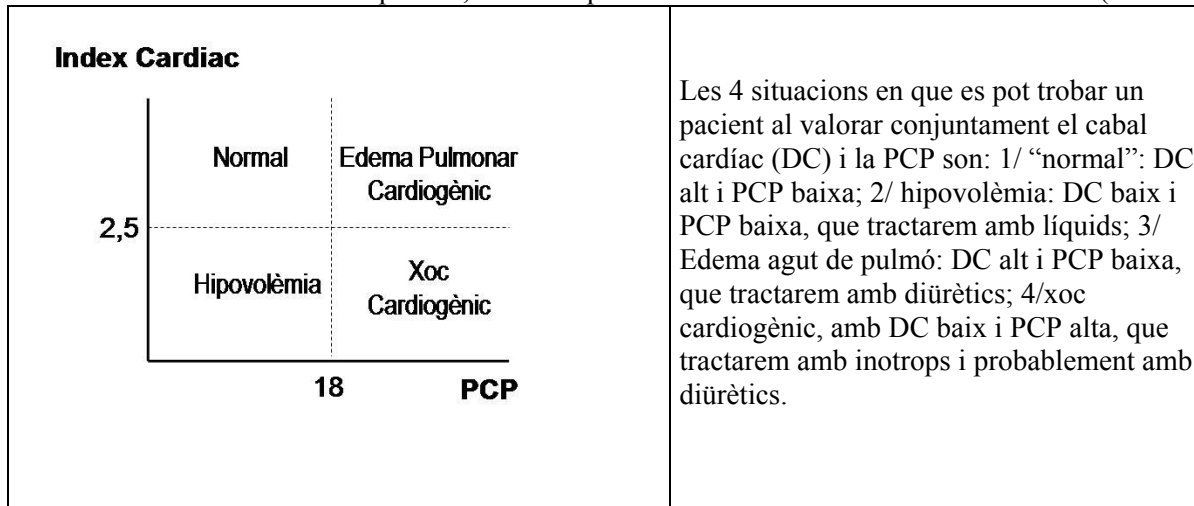 Index Cardiac
Normal
Edema Pulmonar
Cardiogènic
2,5
Hipovolèmia
Xoc
Cardiogènic
18
PCP
Les 4 situacions en que es pot trobar un
pacient al valorar conjuntament el cabal
cardíac (DC) i la PCP son: 1/ “normal”: DC
alt i PCP baixa; 2/ hipovolèmia: DC baix i
PCP baixa, que tractarem amb líquids; 3/
Edema agut de pulmó: DC alt i PCP baixa,
que tractarem amb diürètics; 4/xoc
cardiogènic, amb DC baix i PCP alta, que
tractarem amb inotrops i probablement amb
diürètics.